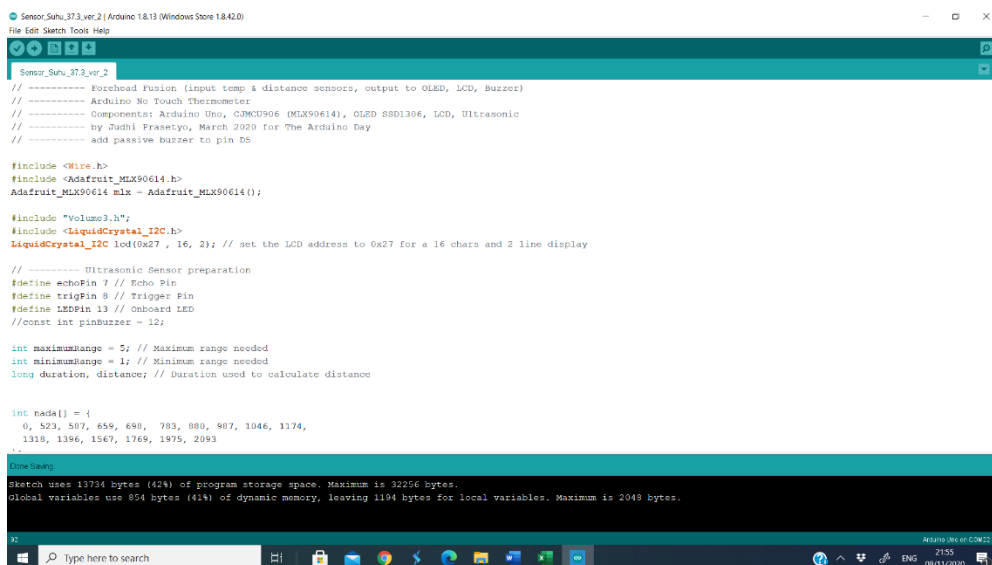 Sensor_Suhu_37.3_ver_2 | Arduino 1.8.13 (Windows Store 1.8.42.0)
File Edit Sketch Tools Help
Sensor_Suhu_37.3_ver_2
// ---------- Forehead Fusion (input temp & distance sensors, output to OLED, LCD, Buzzer)
// ---------- Arduino No Touch Thermometer
// ---------- Components: Arduino Uno, CJMCU906 (MLX90614), OLED SSD1306, LCD, Ultrasonic
// ---------- by Judhi Prasetyo, March 2020 for The Arduino Day
// ---------- add passive buzzer to pin D5
#include <Wire.h>
#include <Adafruit_MLX90614.h>
Adafruit_MLX90614 mlx = Adafruit_MLX90614();
#include "Volume3.h";
#include <LiquidCrystal_I2C.h>
LiquidCrystal_I2C lcd(0x27 , 16, 2); // set the LCD address to 0x27 for a 16 chars and 2 line display
// --------- Ultrasonic Sensor preparation
#define echoPin 7 // Echo Pin
#define trigPin 8 // Trigger Pin
#define LEDPin 13 // Onboard LED
//const int pinBuzzer = 12;
int maximumRange = 5; // Maximum range needed
int minimumRange = 1; // Minimum range needed
long duration, distance; // Duration used to calculate distance
int nada[] = {
0, 523, 587, 659, 698, 783, 880, 987, 1046, 1174,
1318, 1396, 1567, 1769, 1975, 2093
Done Saving.
Sketch uses 13734 bytes (42%) of program storage space. Maximum is 32256 bytes.
Global variables use 854 bytes (41%) of dynamic memory, leaving 1194 bytes for local variables. Maximum is 2048 bytes.
92
Arduino Uno on COM22
Type here to search
ENG
21:55
08/11/2020